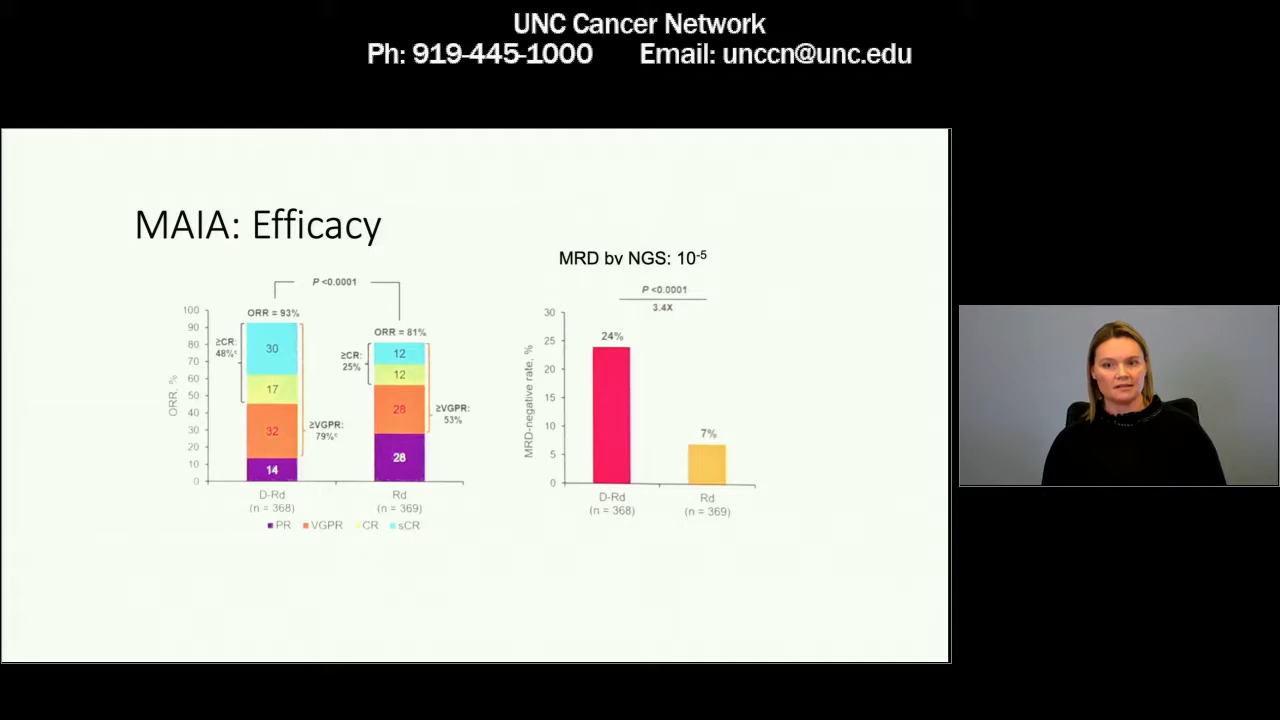 UNC Cancer Network
Ph: 919-445-1000 Email: unccn@unc.edu
MAIA: Efficacy
P <0.0001
ORR = 93%
ORR = 81%
≥CR:
48%ᶜ
≥CR:
25%
≥VGPR:
79%ᶜ
≥VGPR:
53%
ORR, %
100
90
80
70
60
50
40
30
20
10
0
30
17
32
14
12
12
28
28
D-Rd
(n = 368)
Rd
(n = 369)
PR VGPR CR sCR
MRD bv NGS: 10⁻⁵
P <0.0001
3.4X
MRD-negative rate, %
30
25
20
15
10
5
0
24%
7%
D-Rd
(n = 368)
Rd
(n = 369)